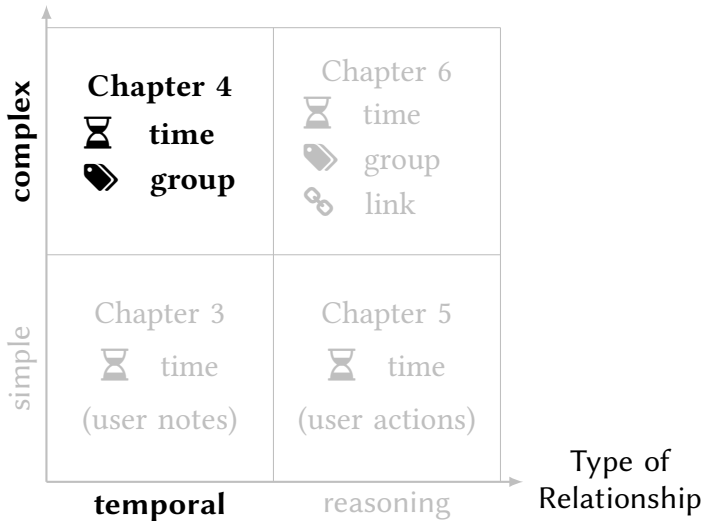 complex
Chapter 4
time
group
Chapter 6
time
group
link
simple
Chapter 3
time
(user notes)
Chapter 5
time
(user actions)
temporal
reasoning
Type of
Relationship